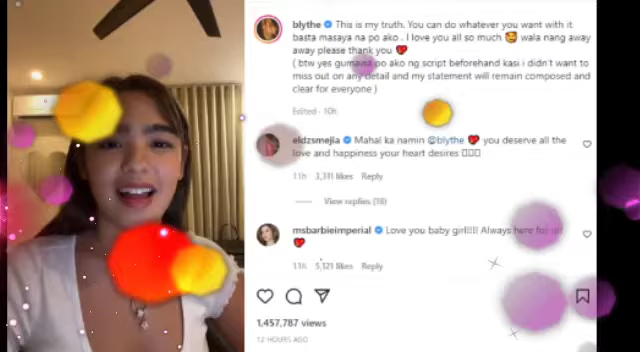 blythe This is my truth. You can do whatever you want with it
basta masaya na po ako . I love you all so much 🥰 wala nang away
away please thank you ❤️
( btw yes gumawa po ako ng script beforehand kasi i didn't want to
miss out on any detail and my statement will remain composed and
clear for everyone )
Edited · 10h
eldzsmejia Mahal ka namin @blythe ❤️ you deserve all the
love and happiness your heart desires
11h 3,311 likes Reply
View replies (18)
msbarbieimperial Love you baby girl!!!! Always here for
❤️
11h 5,121 likes Reply
1,457,787 views
12 HOURS AGO